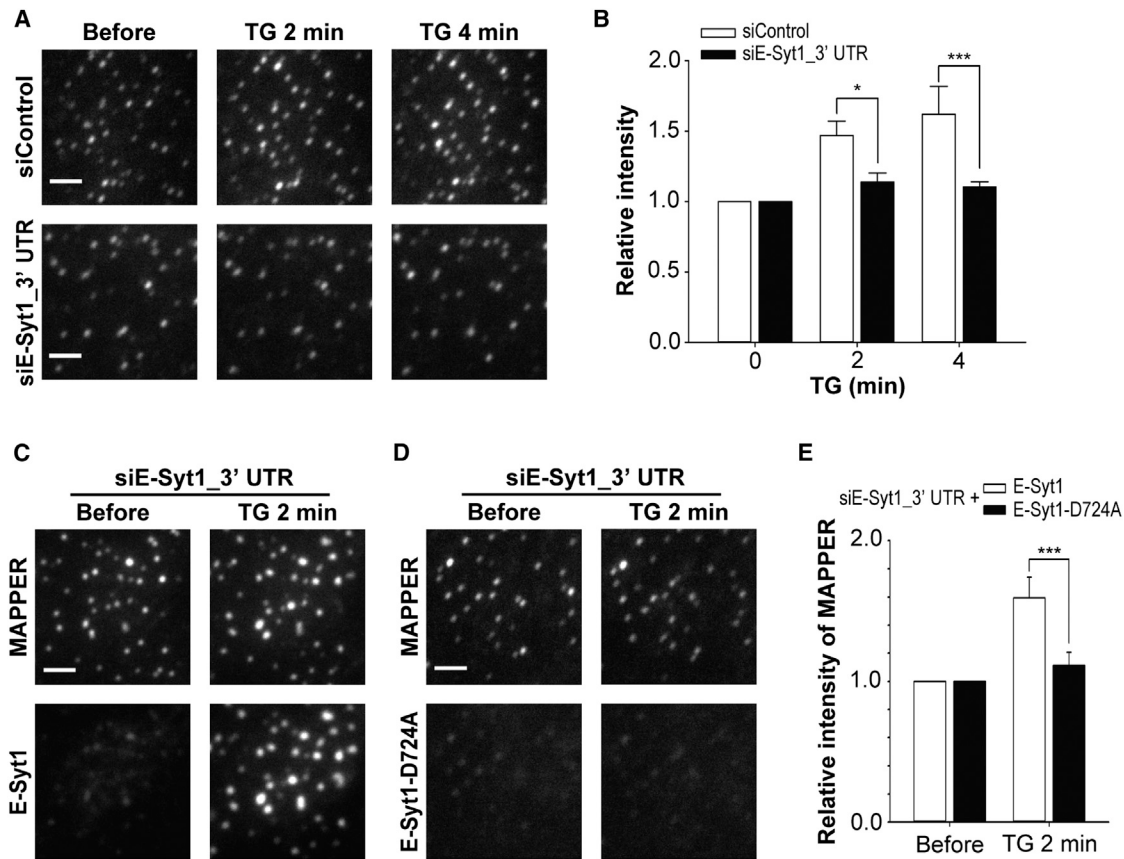 A
Before
TG 2 min
TG 4 min
siControl
siE-Syt1_3' UTR
B
siControl
siE-Syt1_3' UTR
Relative intensity
2.0
1.5
1.0
0.5
0.0
***
*
0
2
4
TG (min)
C
siE-Syt1_3' UTR
Before
TG 2 min
MAPPER
E-Syt1
D
siE-Syt1_3' UTR
Before
TG 2 min
MAPPER
E-Syt1-D724A
E
siE-Syt1_3' UTR +
E-Syt1
E-Syt1-D724A
Relative intensity of MAPPER
2.0
1.0
0.0
***
Before
TG 2 min